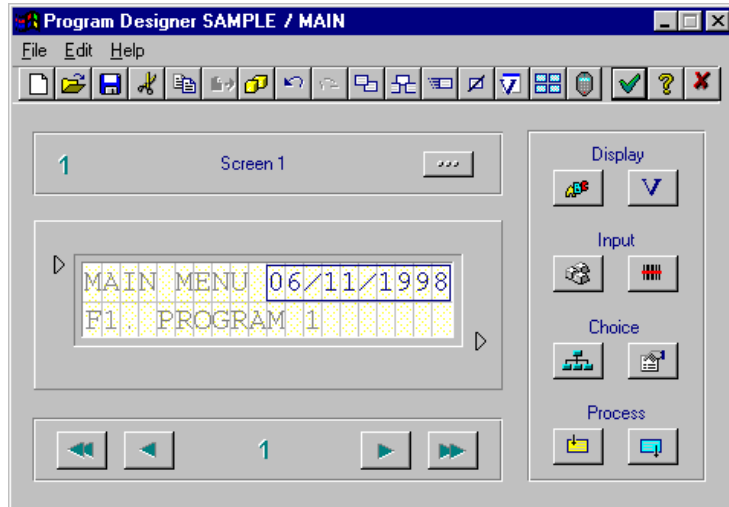 Program Designer SAMPLE / MAIN
File Edit Help
1 Screen 1 ...
Display
ABC V
MAIN MENU 06/11/1998
F1. PROGRAM 1
Input
Choice
Process
1